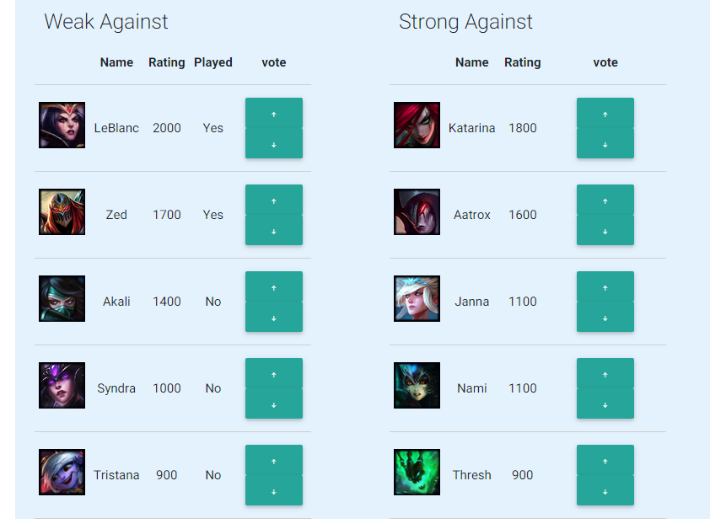 Weak Against
Name Rating Played vote
LeBlanc 2000 Yes ↑
↓
Zed 1700 Yes ↑
↓
Akali 1400 No ↑
↓
Syndra 1000 No ↑
↓
Tristana 900 No ↑
↓
Strong Against
Name Rating vote
Katarina 1800 ↑
↓
Aatrox 1600 ↑
↓
Janna 1100 ↑
↓
Nami 1100 ↑
↓
Thresh 900 ↑
↓